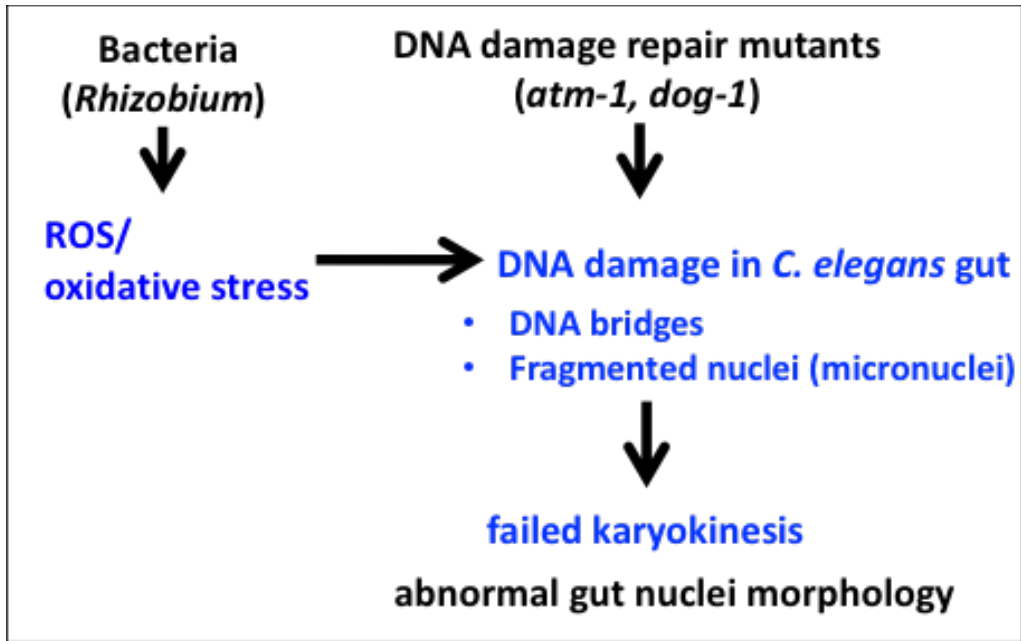 Bacteria
(Rhizobium)
DNA damage repair mutants
(atm-1, dog-1)
ROS/
oxidative stress
DNA damage in C. elegans gut
• DNA bridges
• Fragmented nuclei (micronuclei)
failed karyokinesis
abnormal gut nuclei morphology